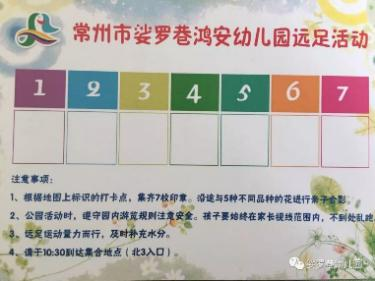 常州市娑罗巷鸿安幼儿园远足活动
1 2 3 4 5 6 7
注意事项：
1、根据地图上标识的打卡点，集齐7枚印章。沿途与5种不同品种的花进行亲子合影。
2、公园活动时，遵守园内游览规则注意安全。孩子要始终在家长视线范围内，不到处乱跑
3、远足运动量力而行，及时补充水分。
4、请于10:30到达集合地点（北3入口）